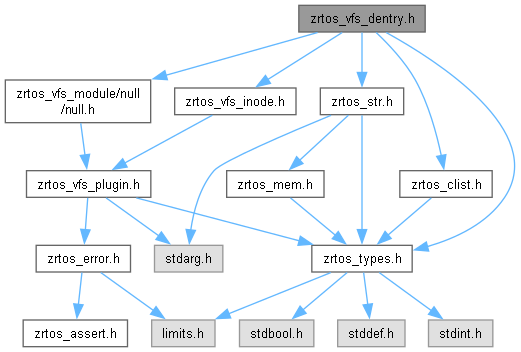 zrtos_vfs_dentry.h
zrtos_vfs_module/null
/null.h
zrtos_vfs_inode.h
zrtos_str.h
zrtos_vfs_plugin.h
zrtos_mem.h
zrtos_clist.h
zrtos_error.h
stdarg.h
zrtos_types.h
zrtos_assert.h
limits.h
stdbool.h
stddef.h
stdint.h